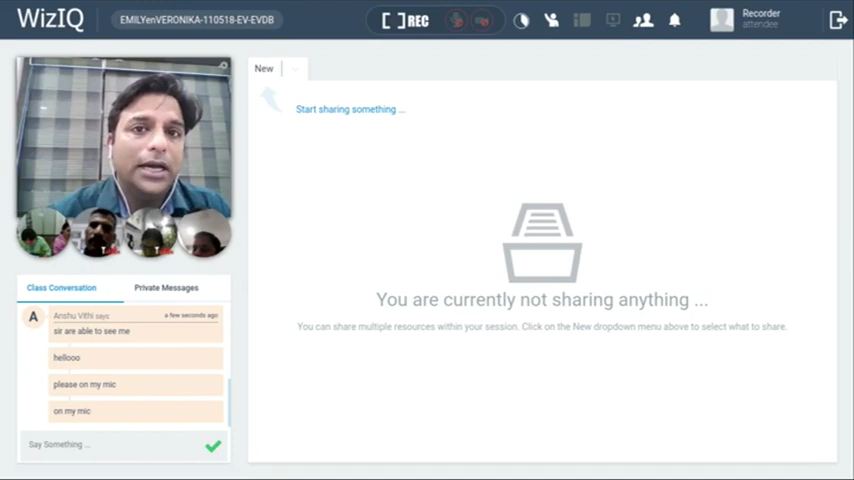 WizIQ
EMILYenVERONIKA-110518-EV-EVDB
REC
Recorder
attendee
New
Start sharing something ...
You are currently not sharing anything ...
You can share multiple resources within your session. Click on the New dropdown menu above to select what to share.
Class Conversation
Private Messages
A
Anshu Vithi says:
a few seconds ago
sir are able to see me
hellooo
please on my mic
on my mic
Say Something ...